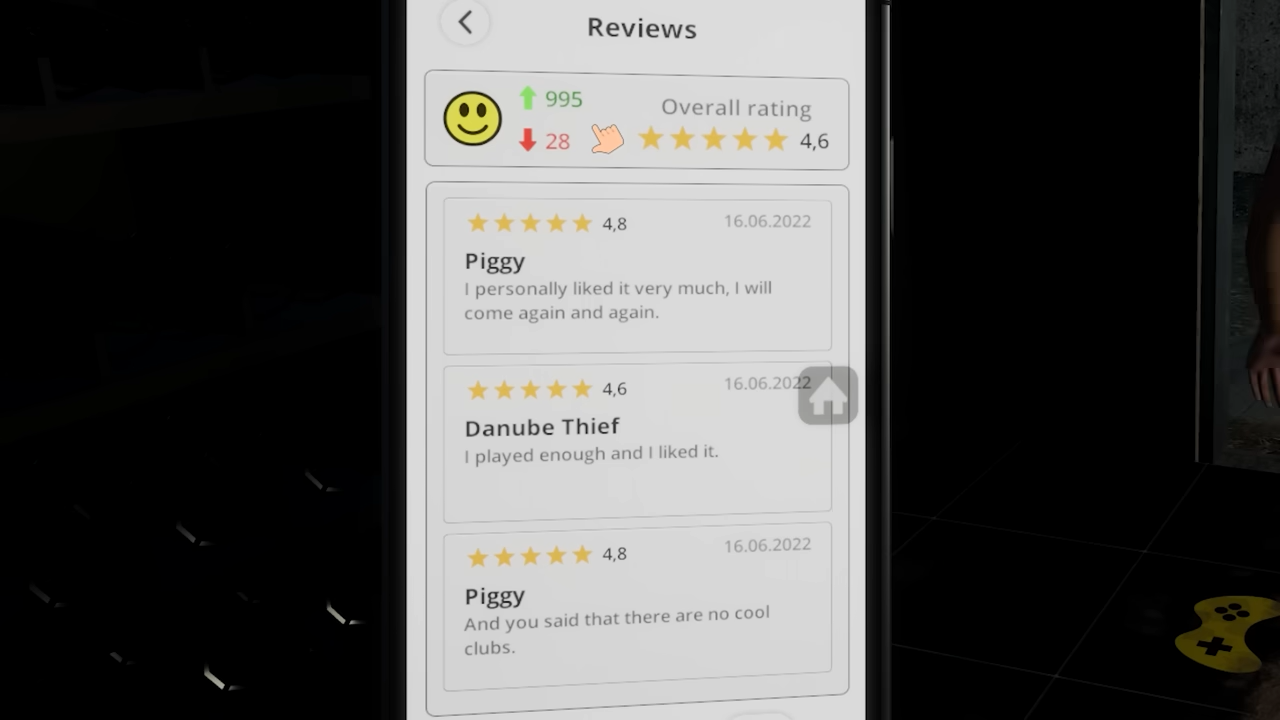 Reviews
995
Overall rating
28
4,6
4,8
16.06.2022
Piggy
I personally liked it very much, I will
come again and again.
4,6
16.06.2022
Danube Thief
I played enough and I liked it.
4,8
16.06.2022
Piggy
And you said that there are no cool
clubs.